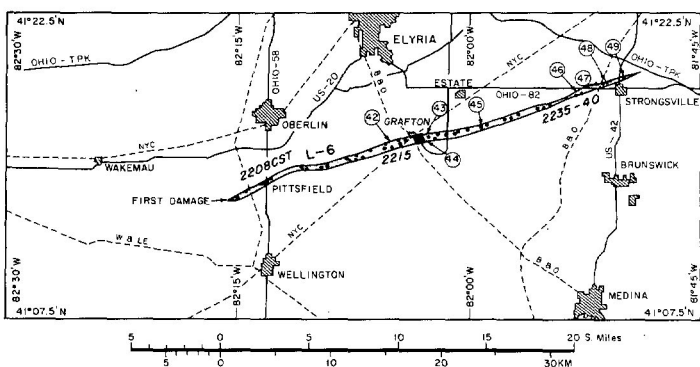 41°22.5'N
41°22.5'N
82°30'W
82°15'W
82°00'W
81°45'W
OHIO-TPK
OHIO-58
ELYRIA
US-20
B&O
NYC
ESTATE
OHIO-82
46
47
48
49
OHIO-TPK
STRONGSVILLE
OBERLIN
42
GRAFTON
43
45
2235-40
NYC
WAKEMAU
2208CST L-6
2215
44
B&O
US-42
BRUNSWICK
FIRST DAMAGE
PITTSFIELD
NYC
W&LE
B&O
WELLINGTON
MEDINA
82°30'W
82°15'W
82°00'W
81°45'W
41°07.5'N
41°07.5'N
5 0 5 10 15 20 S. Miles
5 0 10 20 30KM